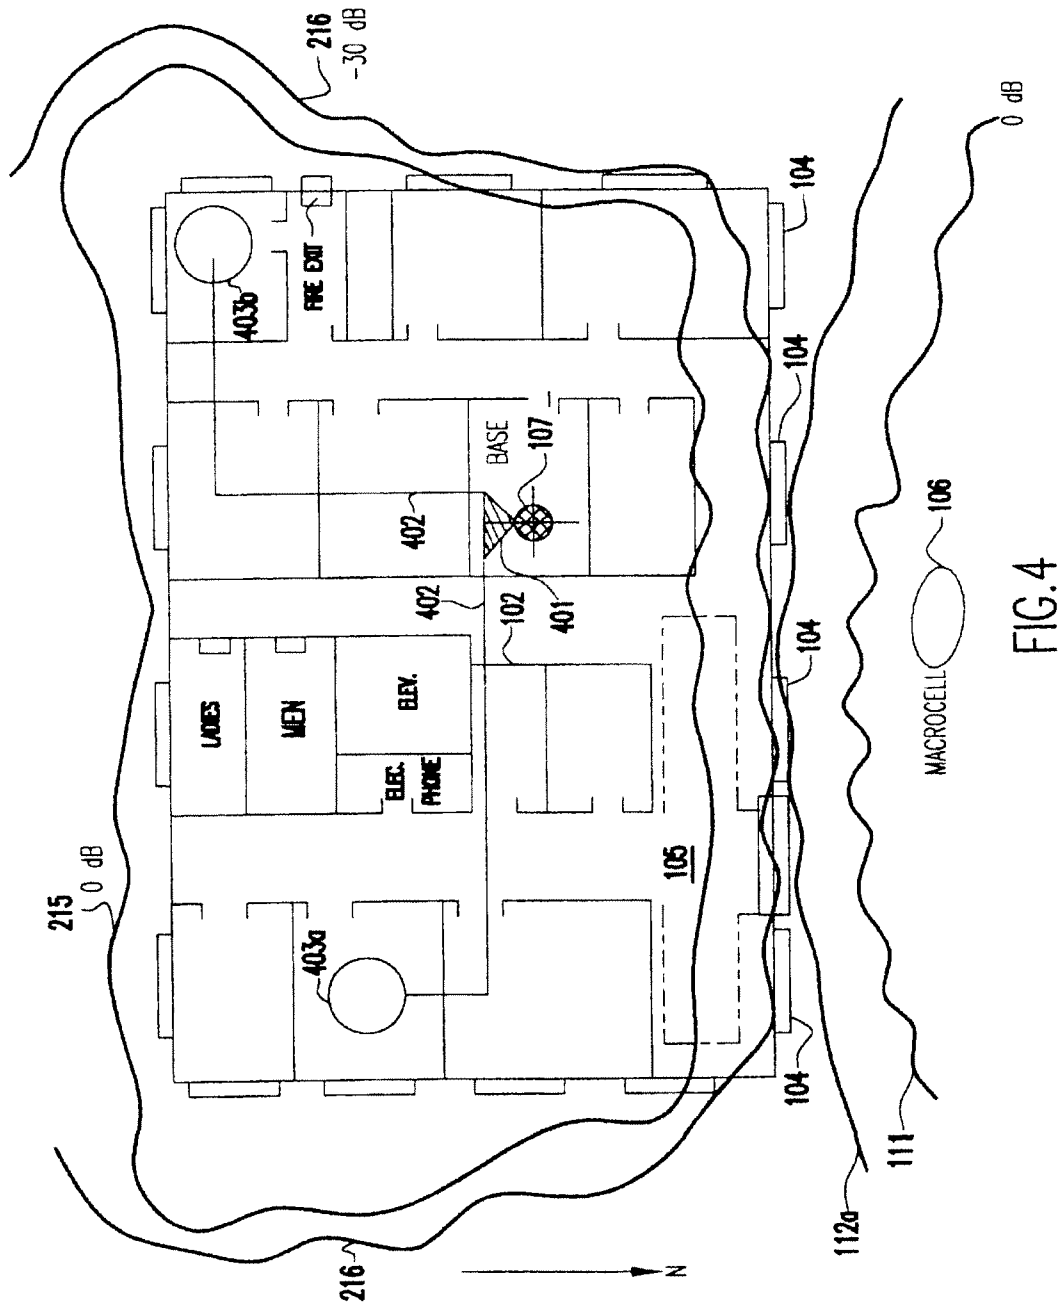 216
-30 dB
0 dB
104
403b
FIRE EXIT
104
BASE
107
106
402
402
102
401
104
MACROCELL
FIG.4
LADIES
MEN
ELEV.
ELEC.
PHONE
215
0 dB
105
403a
104
111
112a
216
N